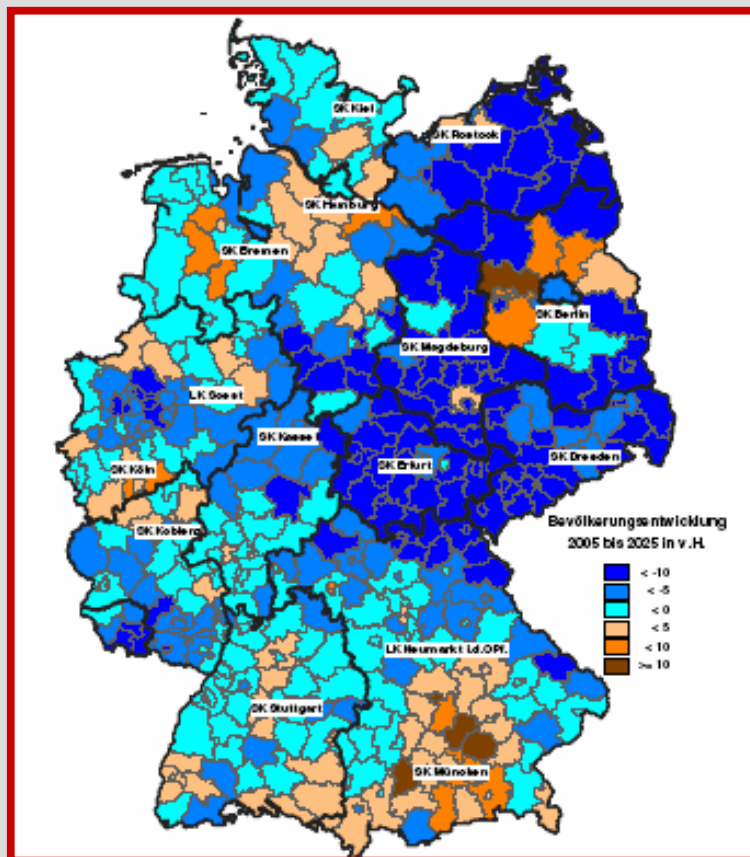 SK Kiel
SK Rostock
SK Hamburg
SK Bremen
SK Berlin
SK Magdeburg
LK Soest
SK Kassel
SK Erfurt
SK Dresden
SK Köln
SK Koblenz
Bevölkerungsentwicklung
2005 bis 2025 in v.H.
< -10
< -5
< 0
< 5
< 10
>= 10
LK Neumarkt i.d.OPf.
SK Stuttgart
SK München